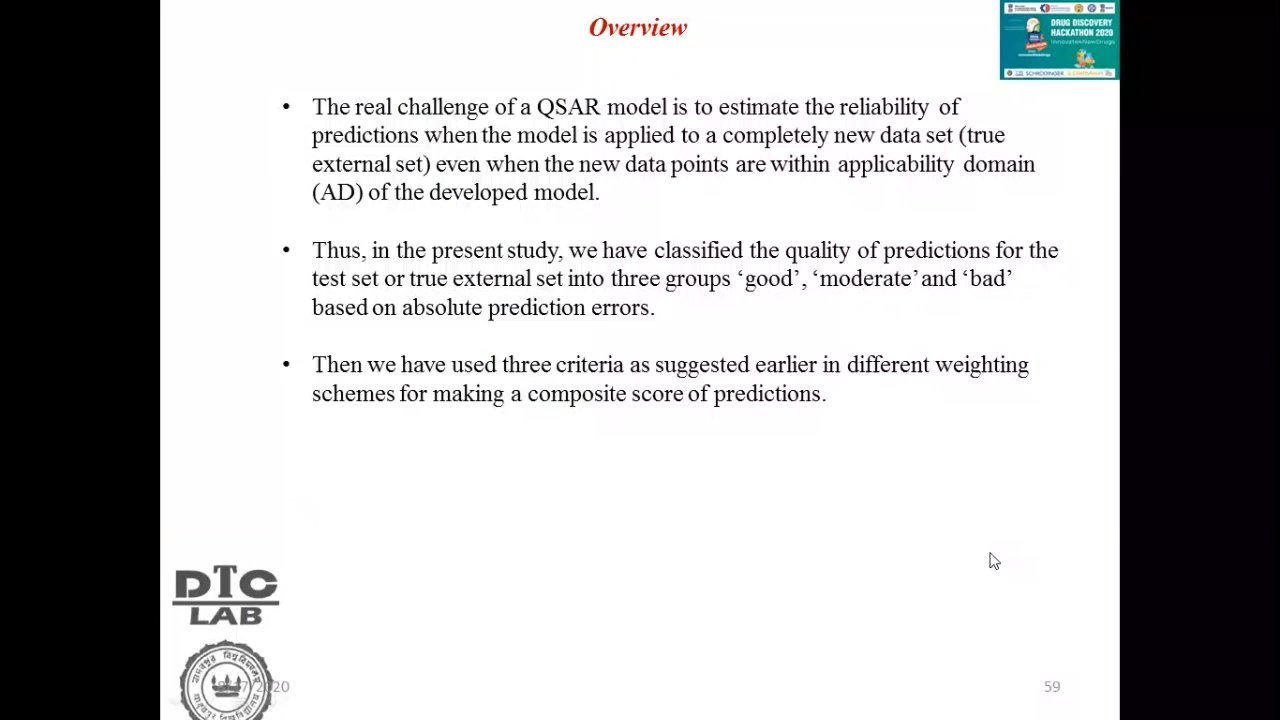 Overview
DRUG DISCOVERY
HACKATHON 2020
• The real challenge of a QSAR model is to estimate the reliability of
predictions when the model is applied to a completely new data set (true
external set) even when the new data points are within applicability domain
(AD) of the developed model.
• Thus, in the present study, we have classified the quality of predictions for the
test set or true external set into three groups ‘good’, ‘moderate’ and ‘bad’
based on absolute prediction errors.
• Then we have used three criteria as suggested earlier in different weighting
schemes for making a composite score of predictions.
DTC
LAB
59